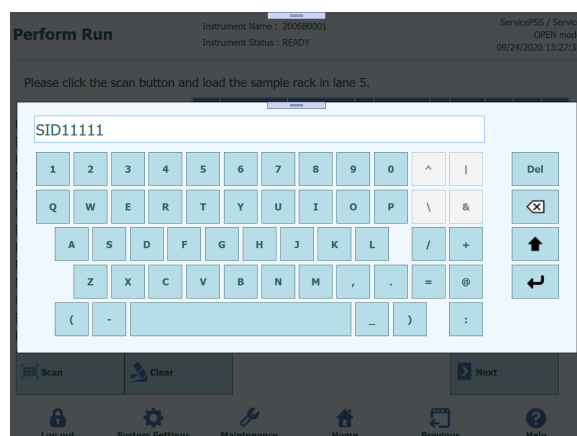 Perform Run
Instrument Name : 2006B0001
Instrument Status : READY
ServicePSS / Servic
OPEN mod
09/24/2020 13:27:3
Please click the scan button and load the sample rack in lane 5.
SID11111
1 2 3 4 5 6 7 8 9 0 ^ | Del
Q W E R T Y U I O P \ &
A S D F G H J K L / +
Z X C V B N M , . = @
( - _ ) :
Scan Clear Next
Log out System Settings Maintenance Home Previous Help